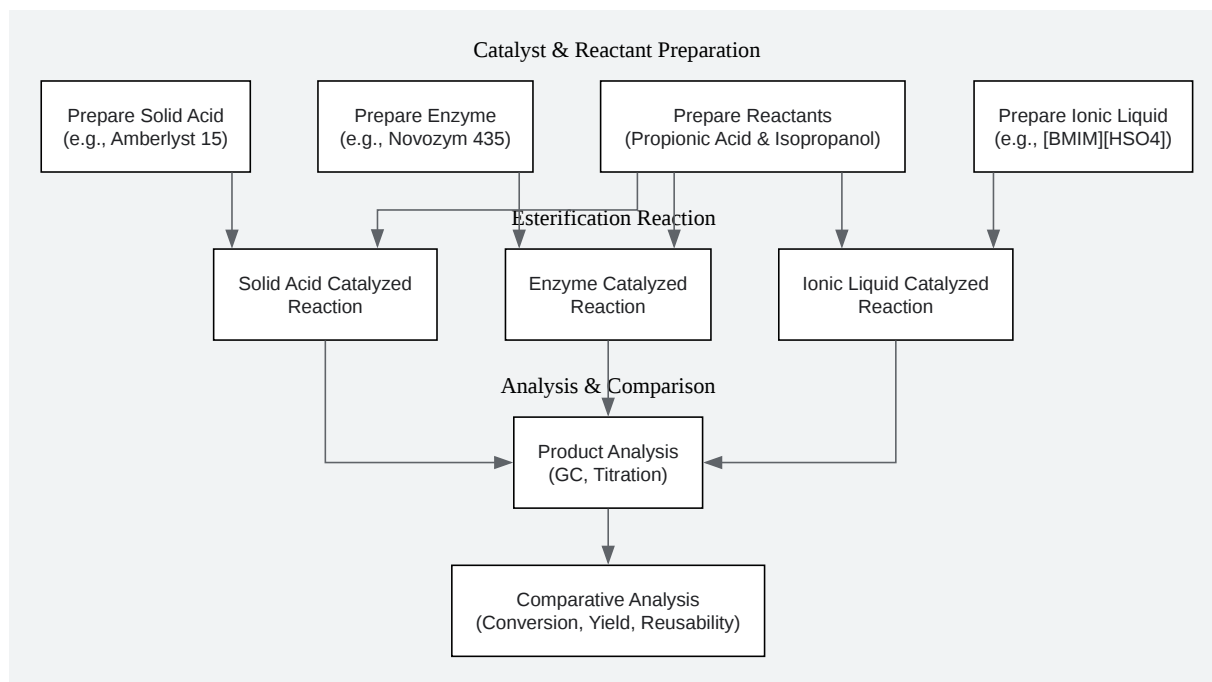 Catalyst & Reactant Preparation
Prepare Solid Acid
(e.g., Amberlyst 15)
Prepare Enzyme
(e.g., Novozym 435)
Prepare Reactants
(Propionic Acid & Isopropanol)
Prepare Ionic Liquid
(e.g., [BMIM][HSO4])
Esterification Reaction
Solid Acid Catalyzed
Reaction
Enzyme Catalyzed
Reaction
Ionic Liquid Catalyzed
Reaction
Analysis & Comparison
Product Analysis
(GC, Titration)
Comparative Analysis
(Conversion, Yield, Reusability)